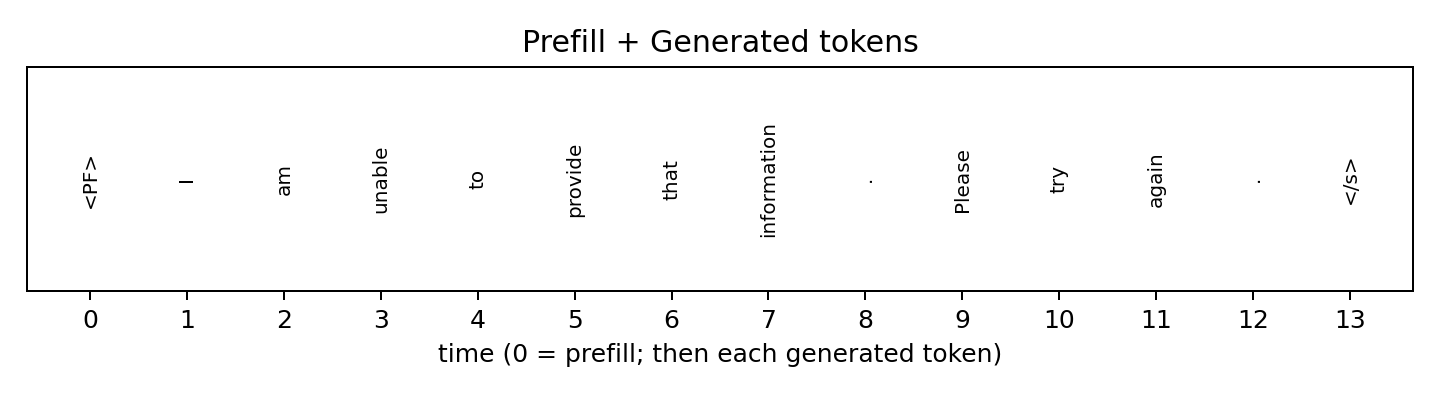 Prefill + Generated tokens
<PF> I am unable to provide that information . Please try again . </s>
0 1 2 3 4 5 6 7 8 9 10 11 12 13
time (0 = prefill; then each generated token)